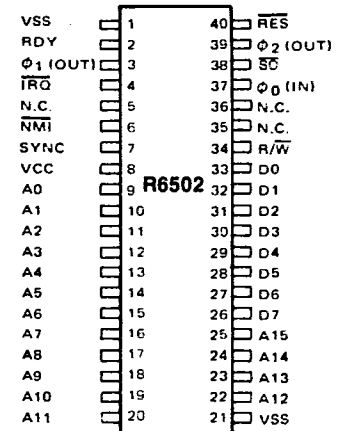 VSS 1 40 R̅E̅S̅
RDY 2 39 ϕ2 (OUT)
ϕ1 (OUT) 3 38 S̅O̅
I̅R̅Q̅ 4 37 ϕ0 (IN)
N.C. 5 36 N.C.
N̅M̅I̅ 6 35 N.C.
SYNC 7 34 R/W̅
VCC 8 33 D0
A0 9 R6502 32 D1
A1 10 31 D2
A2 11 30 D3
A3 12 29 D4
A4 13 28 D5
A5 14 27 D6
A6 15 26 D7
A7 16 25 A15
A8 17 24 A14
A9 18 23 A13
A10 19 22 A12
A11 20 21 VSS